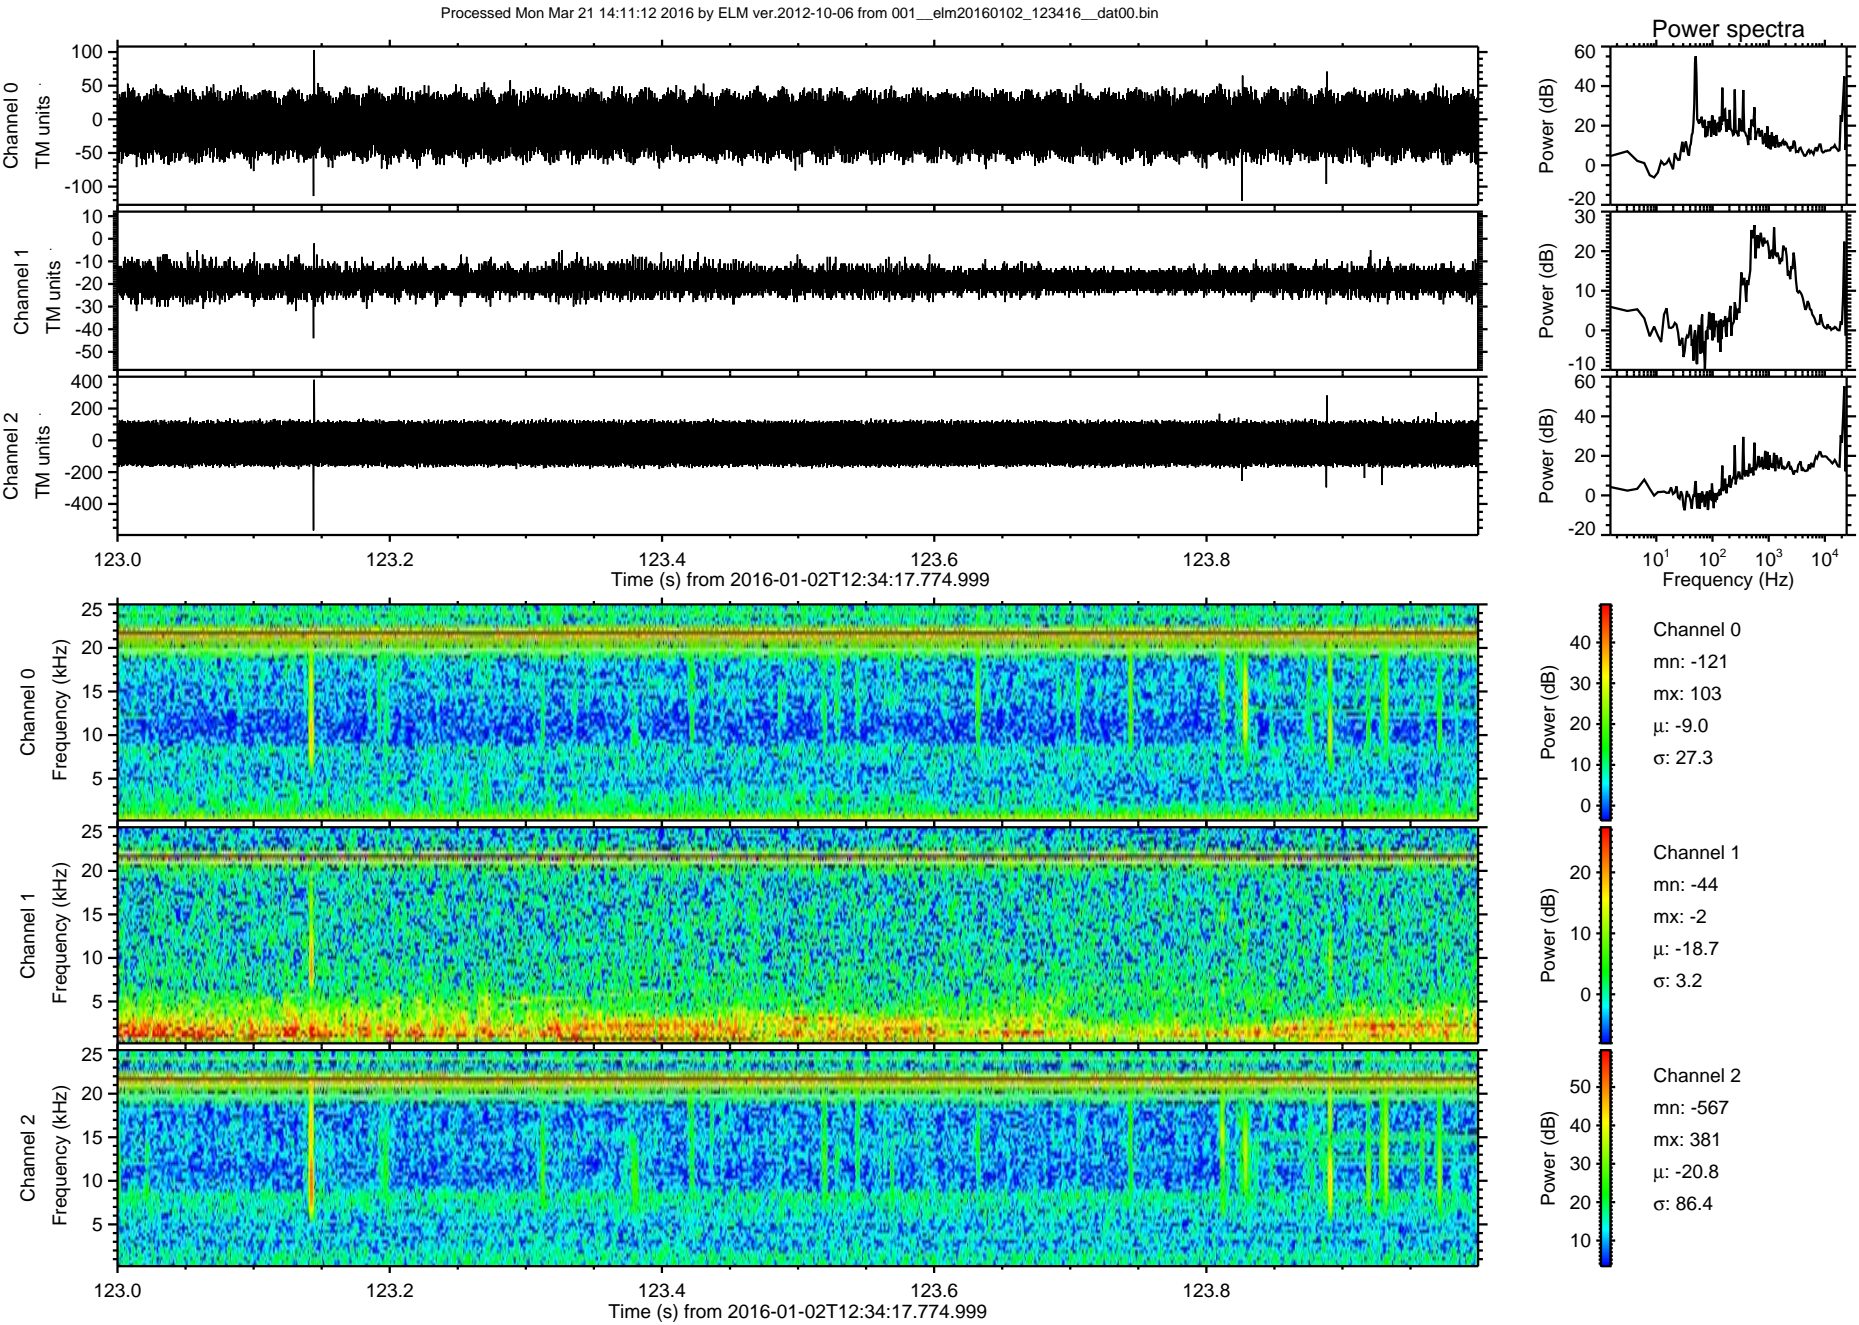 Processed Mon Mar 21 14:11:12 2016 by ELM ver.2012-10-06 from 001__elm20160102_123416__dat00.bin
Power spectra
Channel 0
TM units
100
50
0
-50
-100
Power (dB)
60
40
20
0
-20
Channel 1
TM units
10
0
-10
-20
-30
-40
-50
Power (dB)
30
20
10
0
-10
Channel 2
TM units
400
200
0
-200
-400
Power (dB)
60
40
20
0
-20
123.0 123.2 123.4 123.6 123.8
Time (s) from 2016-01-02T12:34:17.774.999
10¹ 10² 10³ 10⁴
Frequency (Hz)
Channel 0
Frequency (kHz)
25
20
15
10
5
Power (dB)
40
30
20
10
0
Channel 0
mn: -121
mx: 103
μ: -9.0
σ: 27.3
Channel 1
Frequency (kHz)
25
20
15
10
5
Power (dB)
20
10
0
Channel 1
mn: -44
mx: -2
μ: -18.7
σ: 3.2
Channel 2
Frequency (kHz)
25
20
15
10
5
Power (dB)
50
40
30
20
10
Channel 2
mn: -567
mx: 381
μ: -20.8
σ: 86.4
123.0 123.2 123.4 123.6 123.8
Time (s) from 2016-01-02T12:34:17.774.999